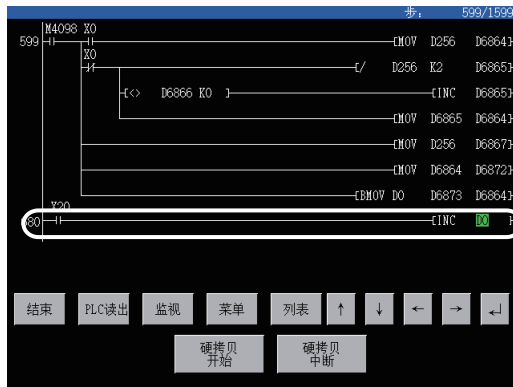 步: 599/1599
M4098 X0
599 [MOV D256 D6864]
X0
[/ D256 K2 D6865]
[<> D6866 K0 ] [INC D6865]
[MOV D6865 D6864]
[MOV D256 D6867]
[MOV D6864 D6872]
[BMOV D0 D6873 D6864]
X20
[INC D0 ]
结束 PLC读出 监视 菜单 列表 ↑ ↓ ← → ↵
硬拷贝开始 硬拷贝中断